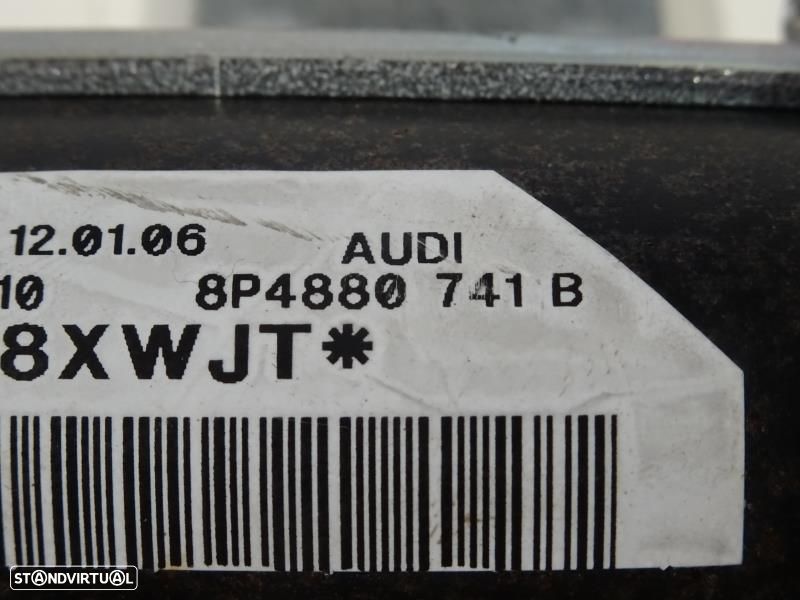 12.01.06 AUDI
10 8P4880 741 B
8XWJT*
STANDVIRTUAL